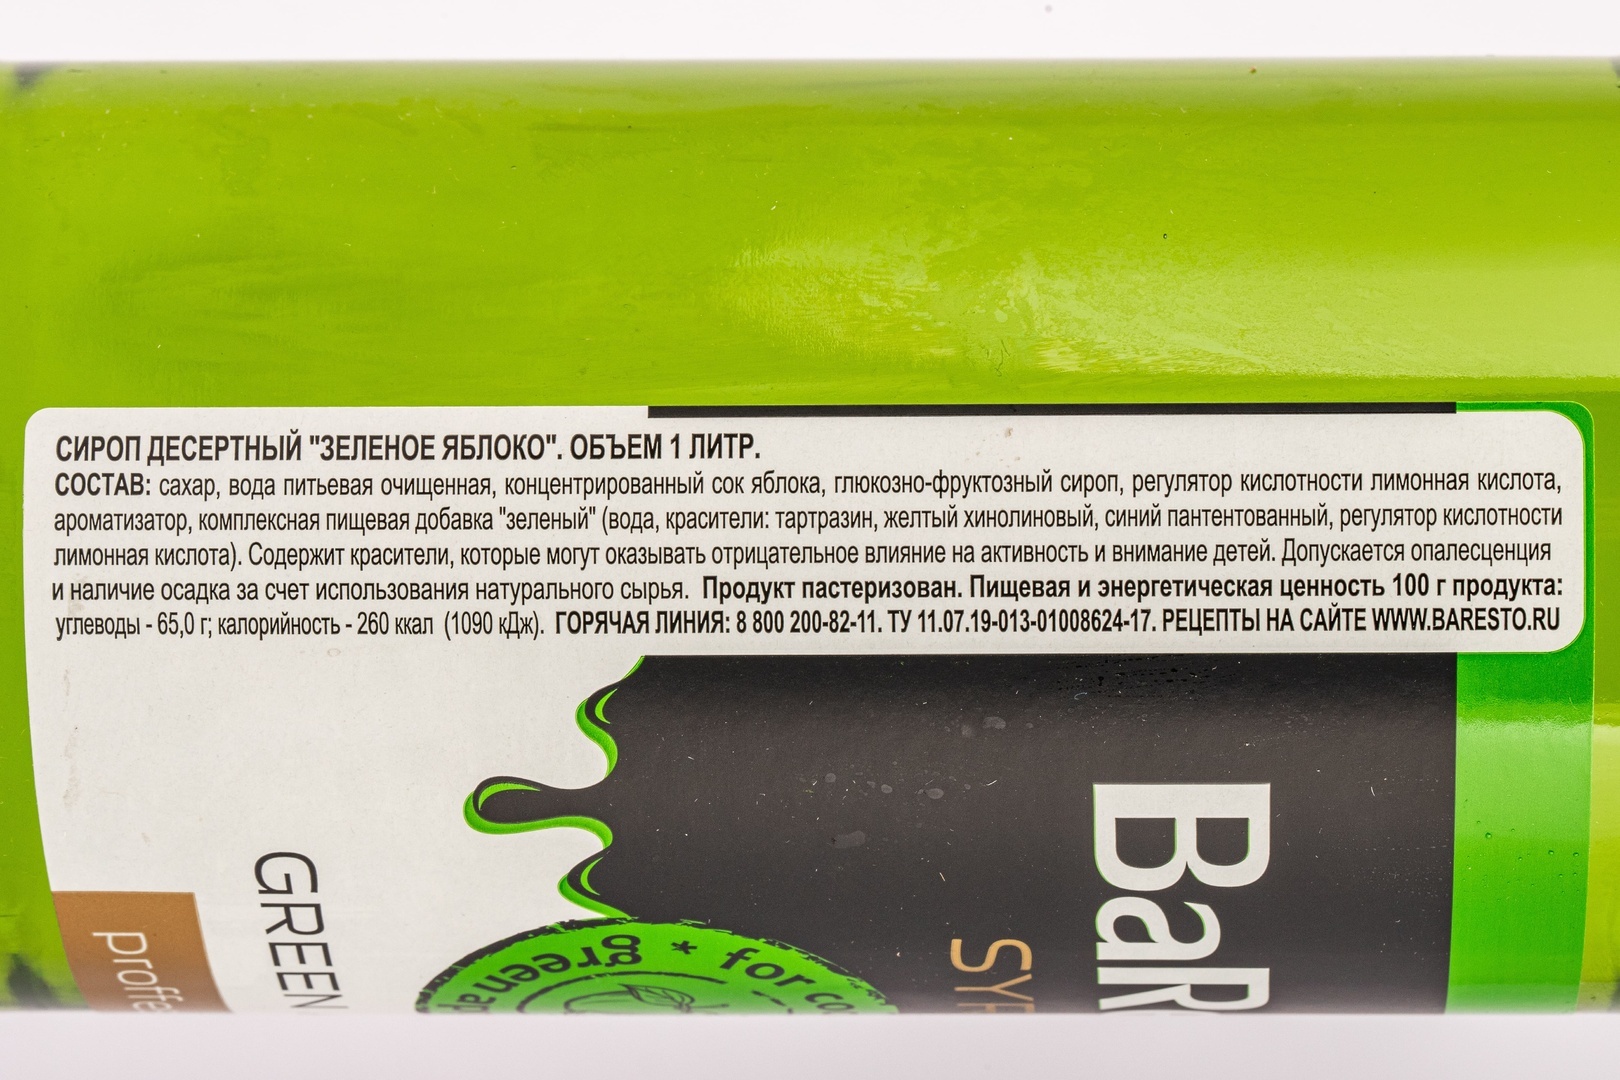 СИРОП ДЕСЕРТНЫЙ "ЗЕЛЕНОЕ ЯБЛОКО". ОБЪЕМ 1 ЛИТР.
СОСТАВ: сахар, вода питьевая очищенная, концентрированный сок яблока, глюкозно-фруктозный сироп, регулятор кислотности лимонная кислота,
ароматизатор, комплексная пищевая добавка "зеленый" (вода, красители: тартразин, желтый хинолиновый, синий пантентованный, регулятор кислотности
лимонная кислота). Содержит красители, которые могут оказывать отрицательное влияние на активность и внимание детей. Допускается опалесценция
и наличие осадка за счет использования натурального сырья. Продукт пастеризован. Пищевая и энергетическая ценность 100 г продукта:
углеводы - 65,0 г; калорийность - 260 ккал (1090 кДж). ГОРЯЧАЯ ЛИНИЯ: 8 800 200-82-11. ТУ 11.07.19-013-01008624-17. РЕЦЕПТЫ НА САЙТЕ WWW.BARESTO.RU
BaR
SY
green
for
GREEN